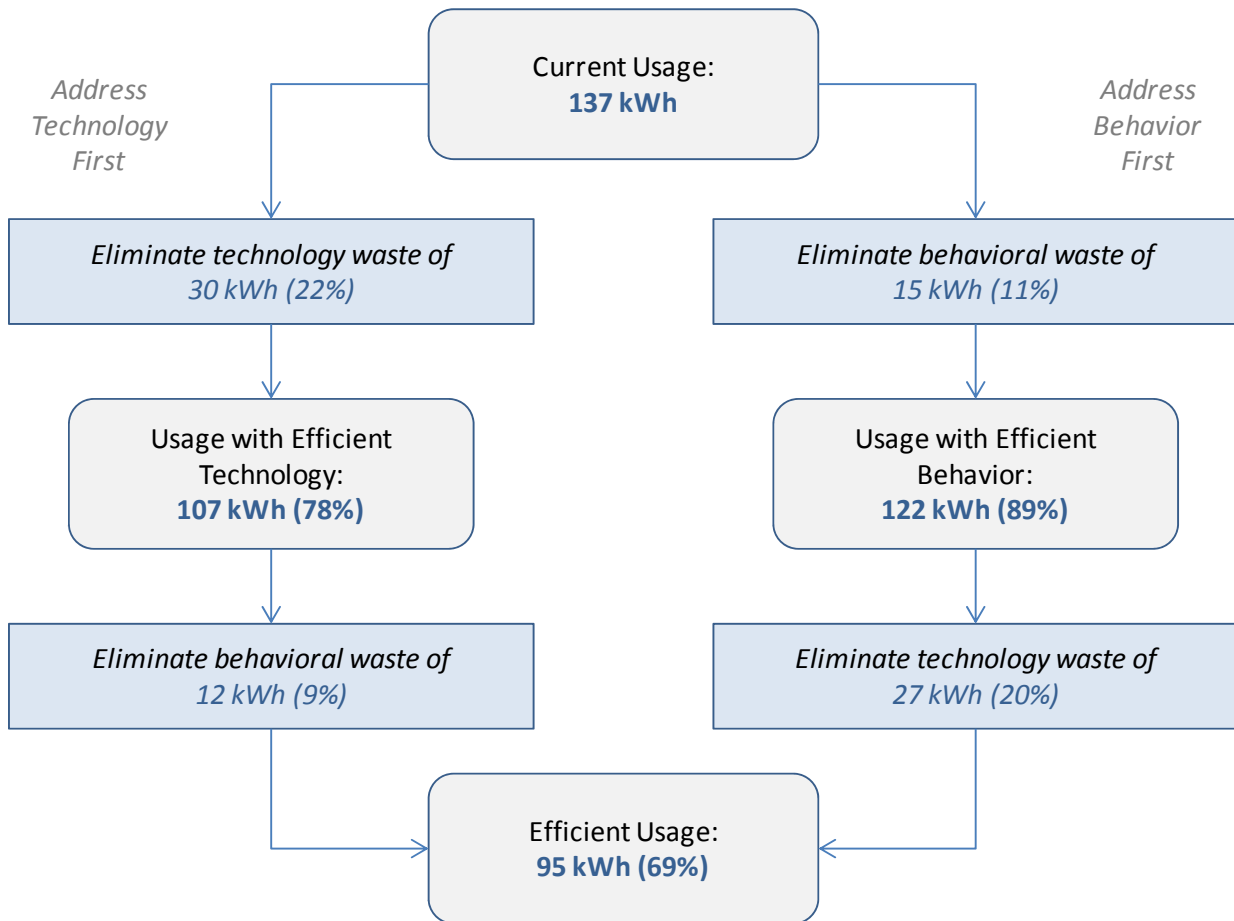 Current Usage:
137 kWh
Address
Technology
First
Address
Behavior
First
Eliminate technology waste of
30 kWh (22%)
Eliminate behavioral waste of
15 kWh (11%)
Usage with Efficient
Technology:
107 kWh (78%)
Usage with Efficient
Behavior:
122 kWh (89%)
Eliminate behavioral waste of
12 kWh (9%)
Eliminate technology waste of
27 kWh (20%)
Efficient Usage:
95 kWh (69%)